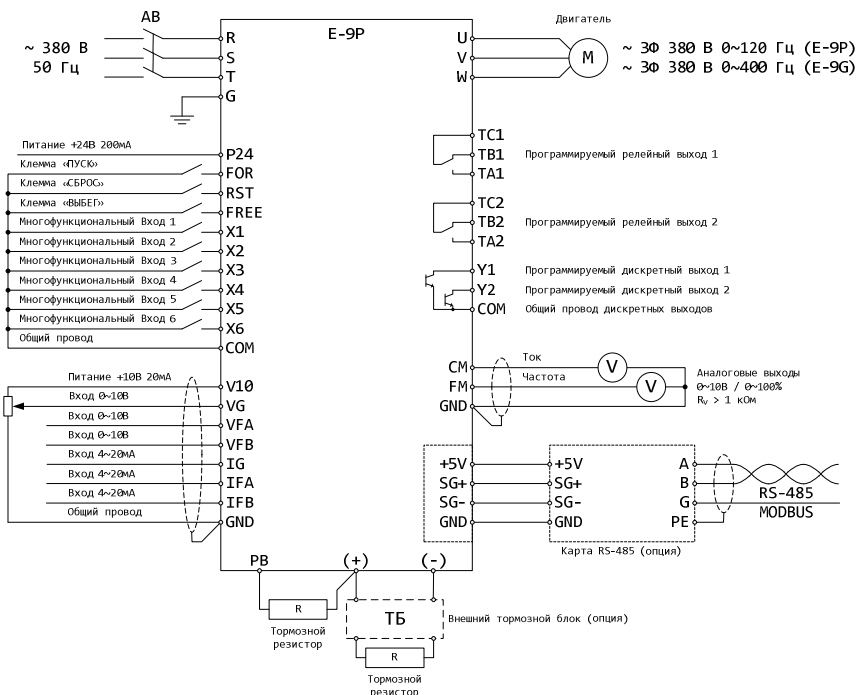 АВ
E-9P
Двигатель
~ 380 В
50 Гц
R
S
T
G
U
V
W
M
~ 3Ф 380 В 0~120 Гц (E-9P)
~ 3Ф 380 В 0~400 Гц (E-9G)
Питание +24В 200мА
P24
Клемма «ПУСК»
FOR
Клемма «СБРОС»
RST
Клемма «ВЫБЕГ»
FREE
Многофункциональный Вход 1
X1
Многофункциональный Вход 2
X2
Многофункциональный Вход 3
X3
Многофункциональный Вход 4
X4
Многофункциональный Вход 5
X5
Многофункциональный Вход 6
X6
Общий провод
COM
TC1
TB1
Программируемый релейный выход 1
TA1
TC2
TB2
Программируемый релейный выход 2
TA2
Y1
Программируемый дискретный выход 1
Y2
Программируемый дискретный выход 2
COM
Общий провод дискретных выходов
Питание +10В 20мА
V10
Вход 0~10В
VG
Вход 0~10В
VFA
Вход 0~10В
VFB
Вход 4~20мА
IG
Вход 4~20мА
IFA
Вход 4~20мА
IFB
Общий провод
GND
CM
Ток
V
FM
Частота
V
GND
Аналоговые выходы
0~10В / 0~100%
RV > 1 кОм
+5V
SG+
SG-
GND
+5V
SG+
SG-
GND
A
B
G
PE
RS-485
MODBUS
Карта RS-485 (опция)
PB
(+)
(-)
R
Тормозной
резистор
ТБ
Внешний тормозной блок (опция)
R
Тормозной
резистор